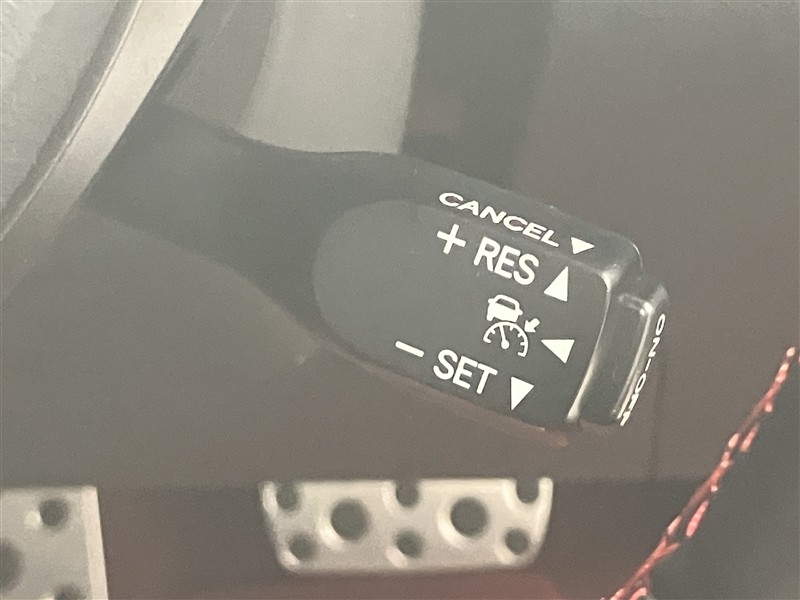 CANCEL ▼
+ RES ▲
◀
− SET ▼
ON-OFF